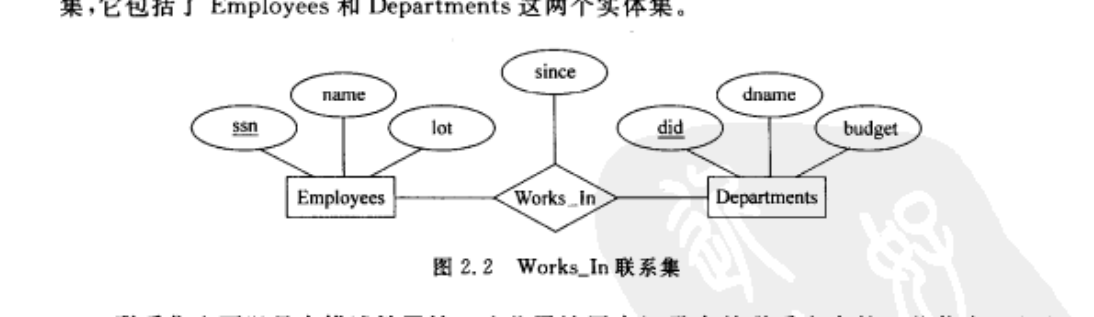 集,它包括了 Employees 和 Departments 这两个实体集。
since
name
dname
ssn
lot
did
budget
Employees
Works_In
Departments
图 2.2 Works_In 联系集